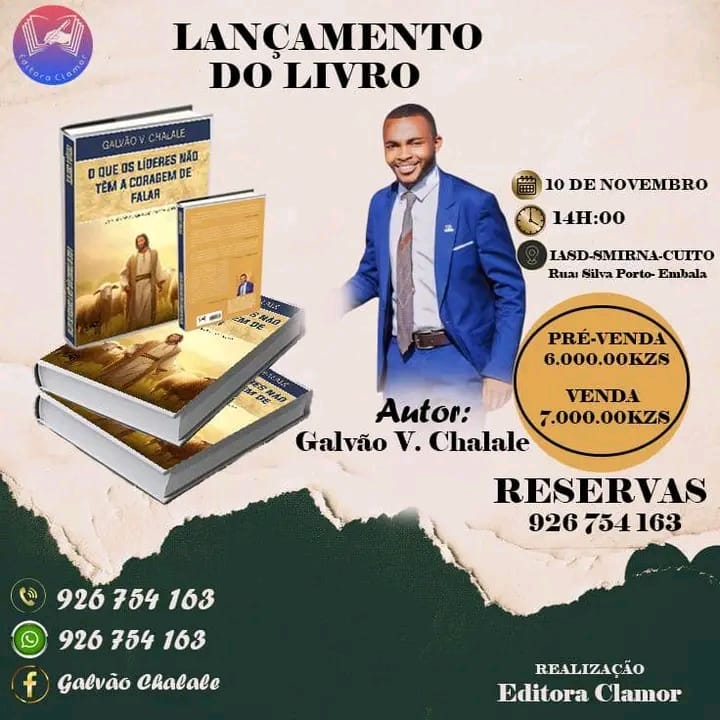 Editora Clamor
LANÇAMENTO
DO LIVRO
GALVÃO V. CHALALE
O QUE OS LÍDERES NÃO
TÊM A CORAGEM DE
FALAR
10 DE NOVEMBRO
14H:00
IASD-SMIRNA-CUITO
Rua: Silva Porto- Embala
PRÉ-VENDA
6.000.00KZS
VENDA
7.000.00KZS
Autor:
Galvão V. Chalale
RESERVAS
926 754 163
926 754 163
926 754 163
Galvão Chalale
REALIZAÇÃO
Editora Clamor